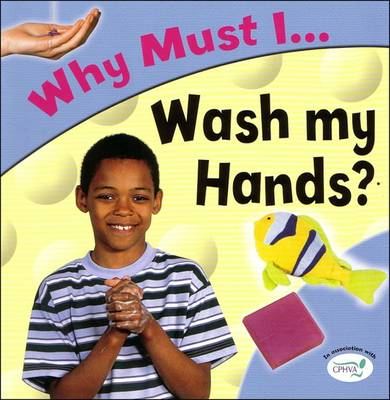 Why Must I...
Wash my
Hands?
In association with
CPHVA